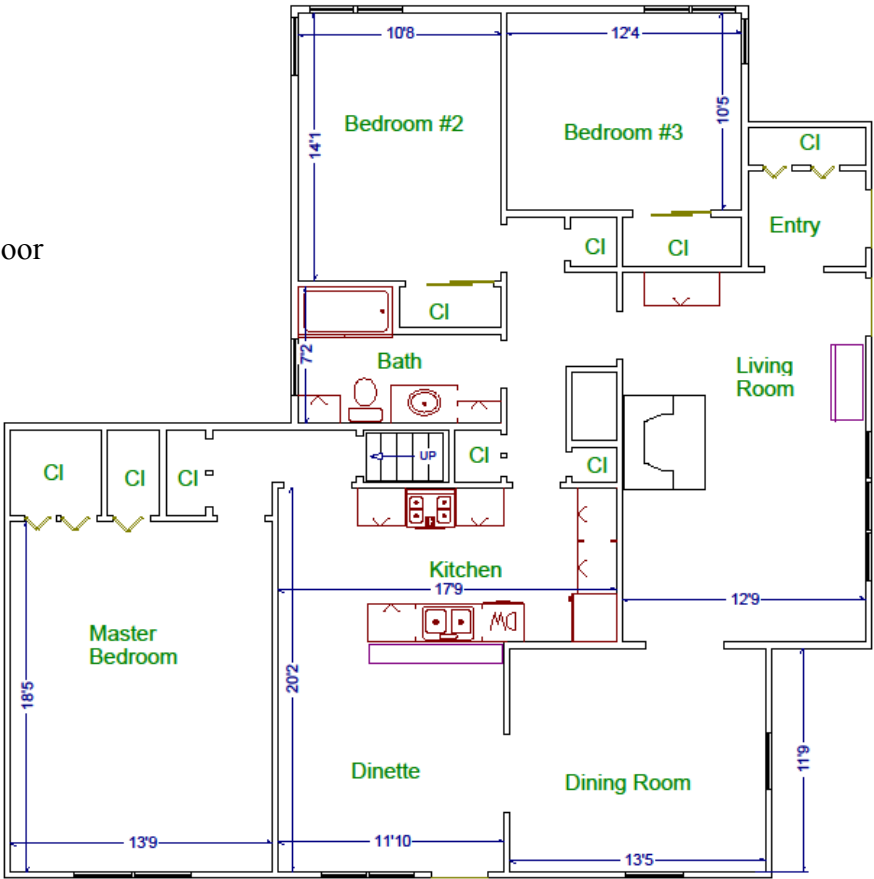 10'8
12'4
Bedroom #2
14'1
Bedroom #3
10'5
Cl
Entry
oor
Cl
Cl
Cl
7'2
Bath
Living
Room
UP
Cl
Cl
Cl
Cl
Cl
Kitchen
17'9
12'9
DW
Master
Bedroom
18'5
20'2
11'9
Dinette
Dining Room
13'9
11'10
13'5